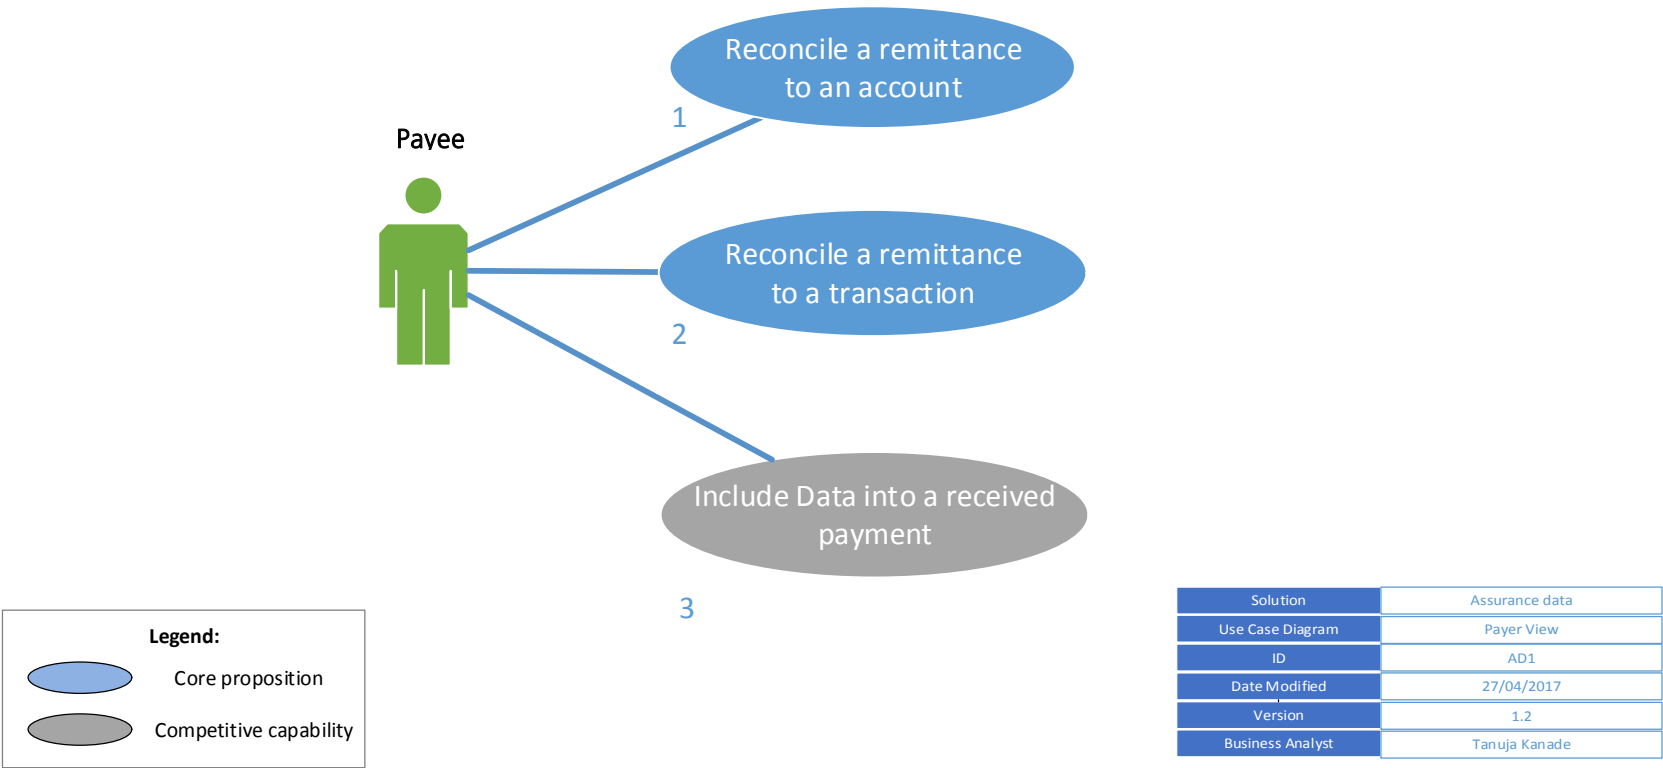 Reconcile a remittance
to an account
1
Payee
Reconcile a remittance
to a transaction
2
Include Data into a received
payment
3
Legend:
Core proposition
Competitive capability
Solution Assurance data
Use Case Diagram Payer View
ID AD1
Date Modified 27/04/2017
Version 1.2
Business Analyst Tanuja Kanade